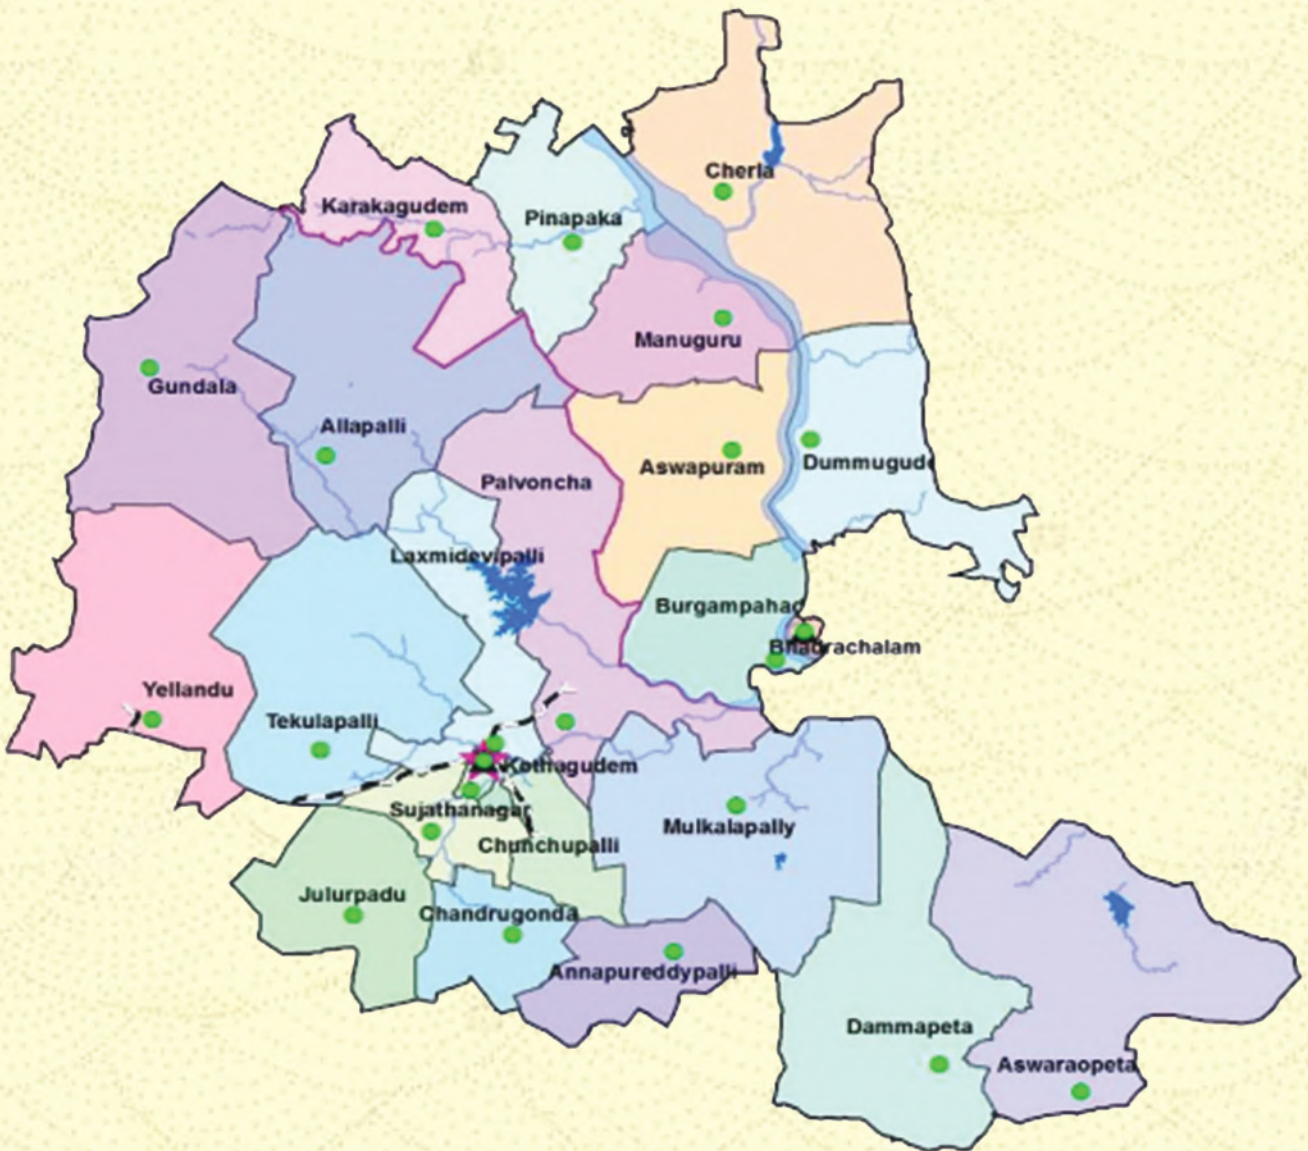 Cherla
Karakagudem
Pinapaka
Manuguru
Gundala
Allapalli
Aswapuram
Dummugude
Palvoncha
Laxmidevipalli
Burgampahad
Bhadrachalam
Yellandu
Tekulapalli
Kothagudem
Sujathanagar
Mulkalapally
Chunchupalli
Julurpadu
Chandrugonda
Annapureddypalli
Dammapeta
Aswaraopeta